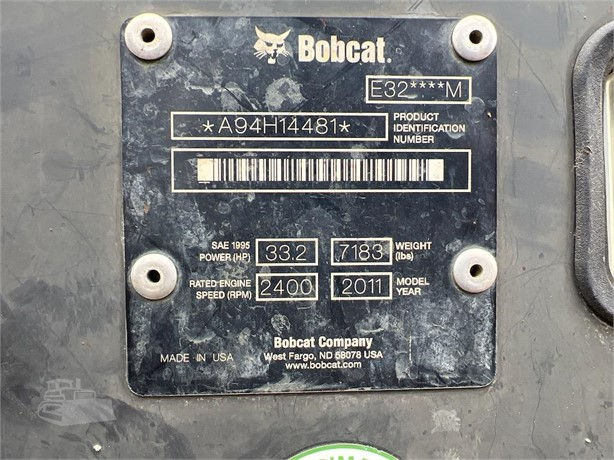 Bobcat.
E32****M
*A94H14481*
PRODUCT
IDENTIFICATION
NUMBER
SAE 1995
POWER (HP)
33.2
7183
WEIGHT
(lbs)
RATED ENGINE
SPEED (RPM)
2400
2011
MODEL
YEAR
Bobcat Company
MADE IN USA
West Fargo, ND 58078 USA
www.bobcat.com